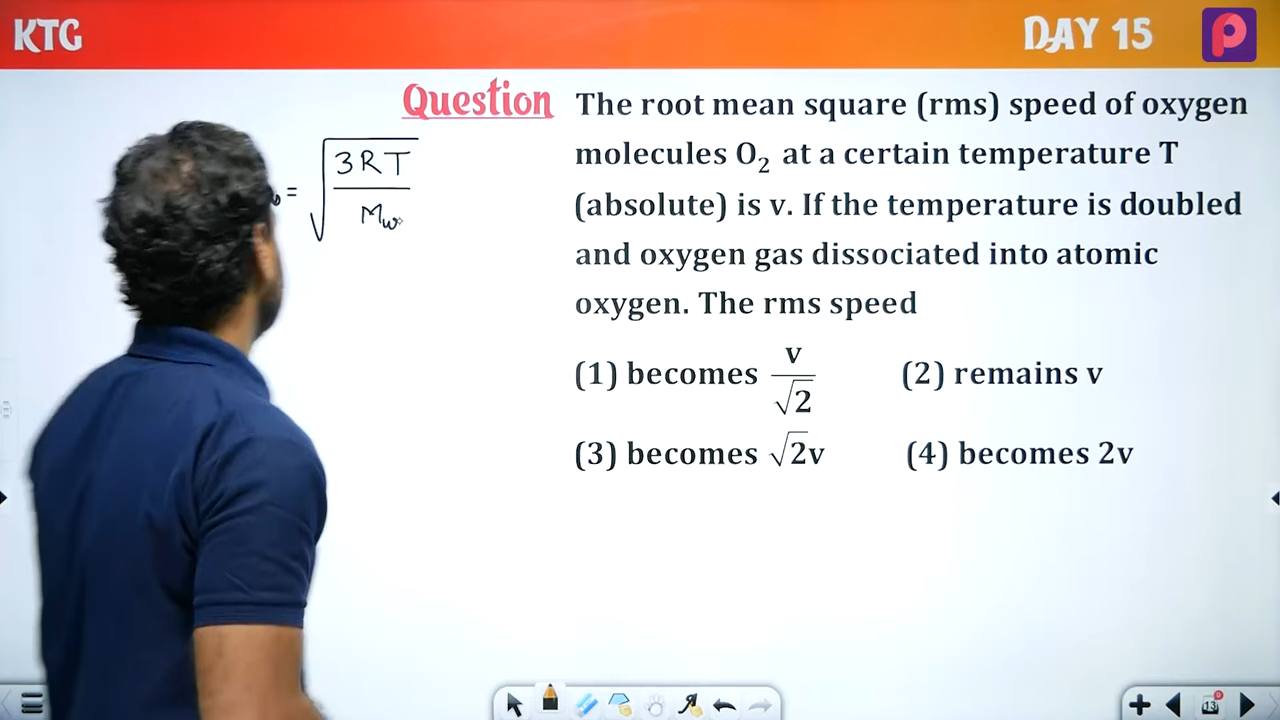 KTG
DAY 15
Question
The root mean square (rms) speed of oxygen
molecules O₂ at a certain temperature T
(absolute) is v. If the temperature is doubled
and oxygen gas dissociated into atomic
oxygen. The rms speed
(1) becomes v/√2 (2) remains v
(3) becomes √2v (4) becomes 2v
= √(3RT/Mw)
13